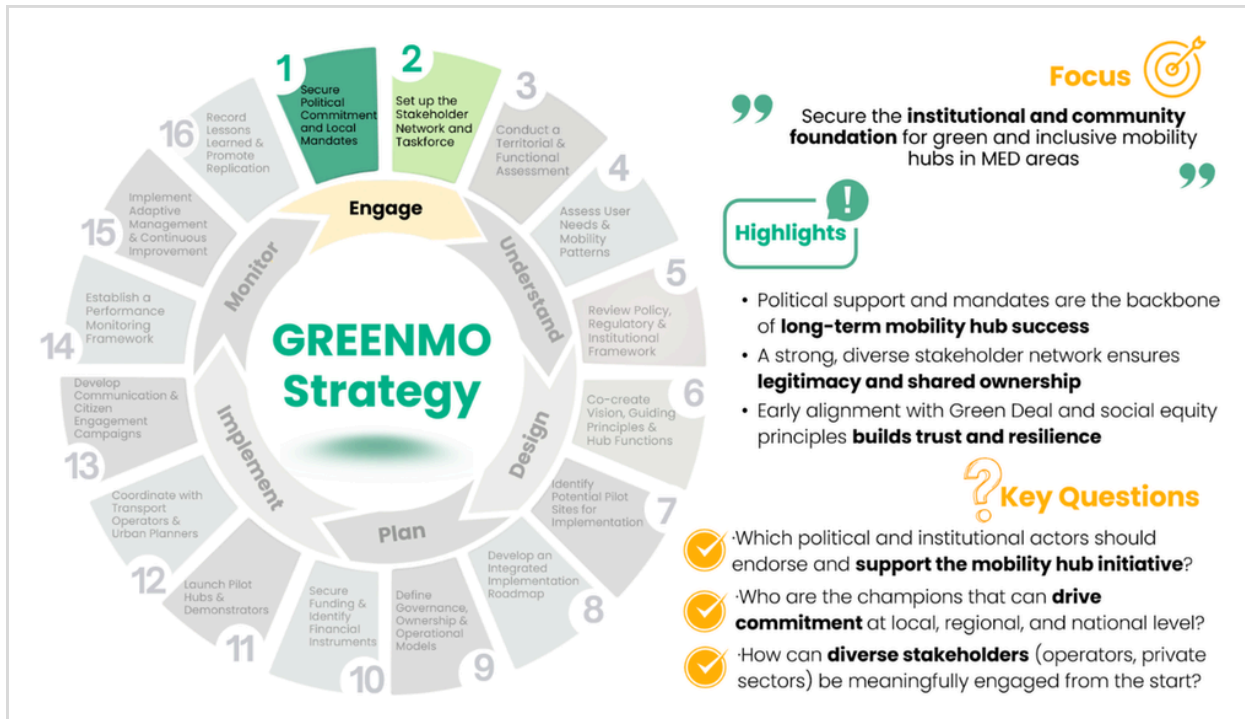 1
Secure
Political
Commitment
and Local
Mandates
2
Set up the
Stakeholder
Network and
Taskforce
3
Conduct a
Territorial &
Functional
Assessment
4
Assess User
Needs &
Mobility
Patterns
5
Review Policy,
Regulatory &
Institutional
Framework
6
Co-create
Vision, Guiding
Principles &
Hub Functions
7
Identify
Potential Pilot
Sites for
Implementation
8
Develop an
Integrated
Implementation
Roadmap
9
Define
Governance,
Ownership &
Operational
Models
10
Secure
Funding &
Identify
Financial
Instruments
11
Launch Pilot
Hubs &
Demonstrators
12
Coordinate with
Transport
Operators &
Urban Planners
13
Develop
Communication &
Citizen
Engagement
Campaigns
14
Establish a
Performance
Monitoring
Framework
15
Implement
Adaptive
Management
& Continuous
Improvement
16
Record
Lessons
Learned &
Promote
Replication
Engage
Understand
Design
Plan
Implement
Monitor
GREENMO
Strategy
Focus
”
Secure the institutional and community
foundation for green and inclusive mobility
hubs in MED areas
”
!
Highlights
• Political support and mandates are the backbone
of long-term mobility hub success
• A strong, diverse stakeholder network ensures
legitimacy and shared ownership
• Early alignment with Green Deal and social equity
principles builds trust and resilience
? Key Questions
·Which political and institutional actors should
endorse and support the mobility hub initiative?
·Who are the champions that can drive
commitment at local, regional, and national level?
·How can diverse stakeholders (operators, private
sectors) be meaningfully engaged from the start?